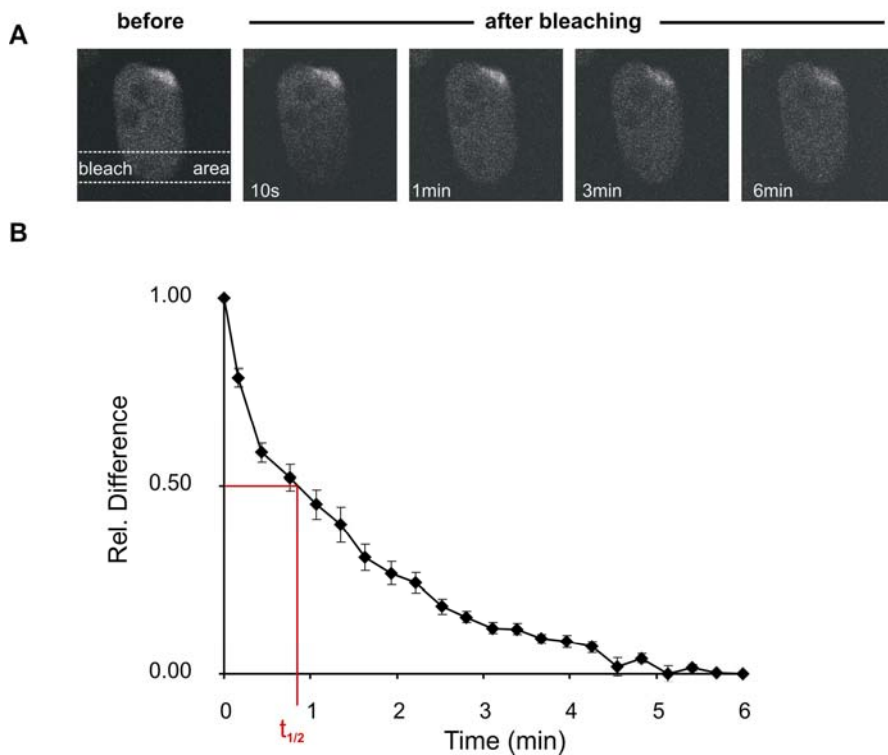 before after bleaching
A
bleach area
10s 1min 3min 6min
B
1.00
0.50
0.00
Rel. Difference
0 1 2 3 4 5 6
t1/2
Time (min)